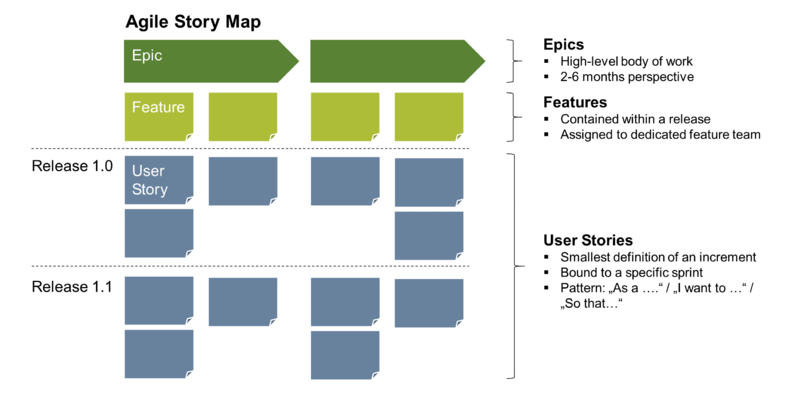 Agile Story Map
Epic
Epics
▪ High-level body of work
▪ 2-6 months perspective
Feature
Features
▪ Contained within a release
▪ Assigned to dedicated feature team
Release 1.0
User
Story
User Stories
▪ Smallest definition of an increment
▪ Bound to a specific sprint
▪ Pattern: „As a ….“ / „I want to …“ /
„So that…“
Release 1.1